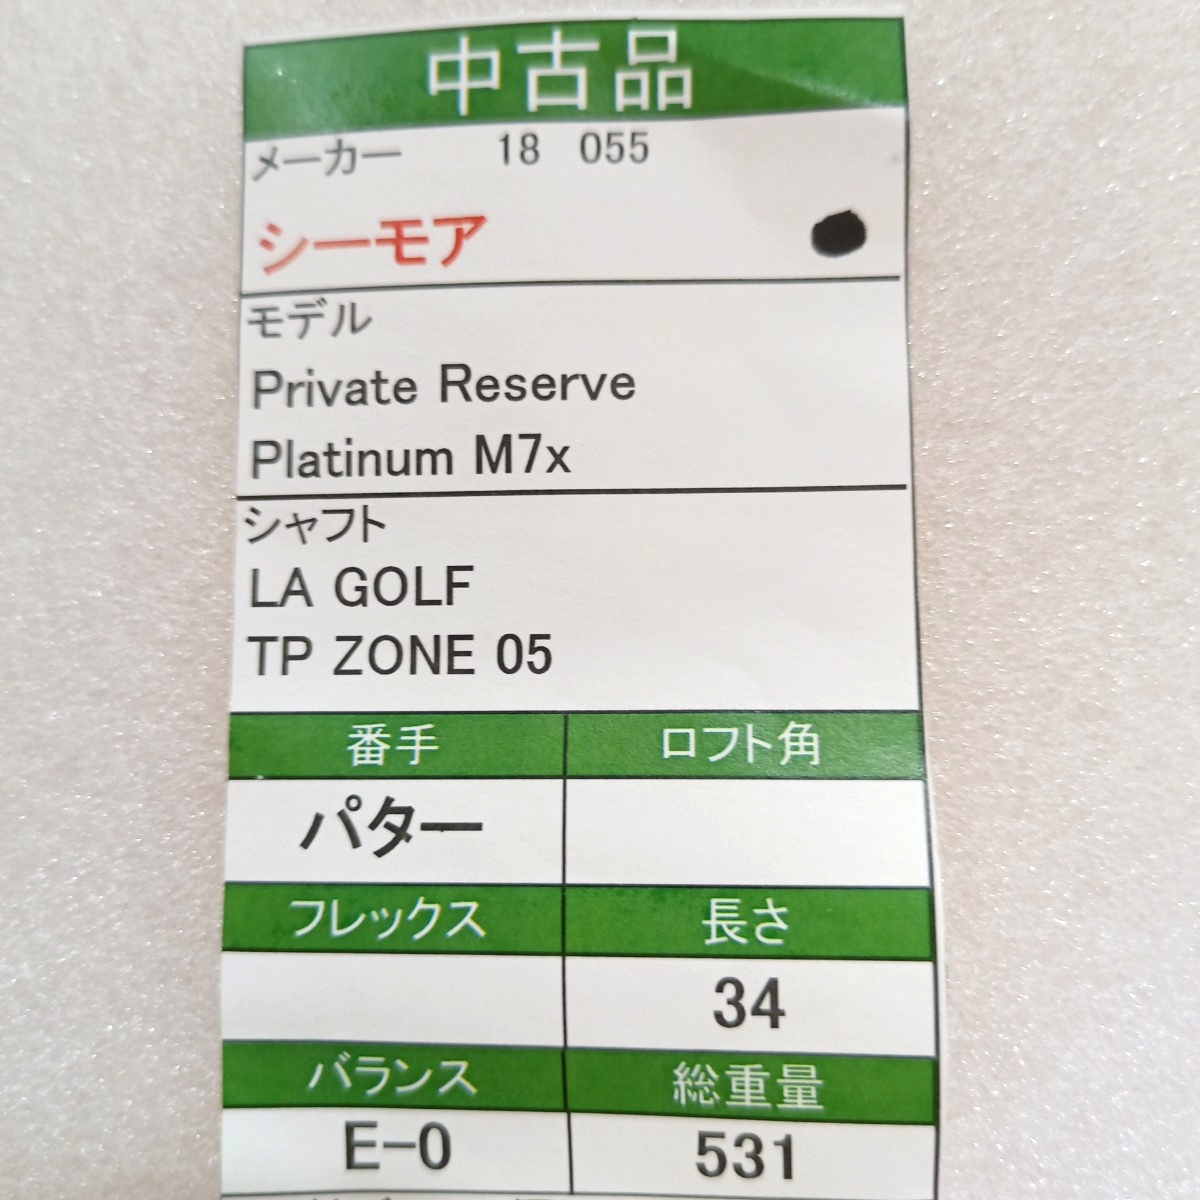 中古品
メーカー 18 055
シーモア
モデル
Private Reserve
Platinum M7x
シャフト
LA GOLF
TP ZONE 05
番手 ロフト角
パター
フレックス 長さ
34
バランス 総重量
E-0 531